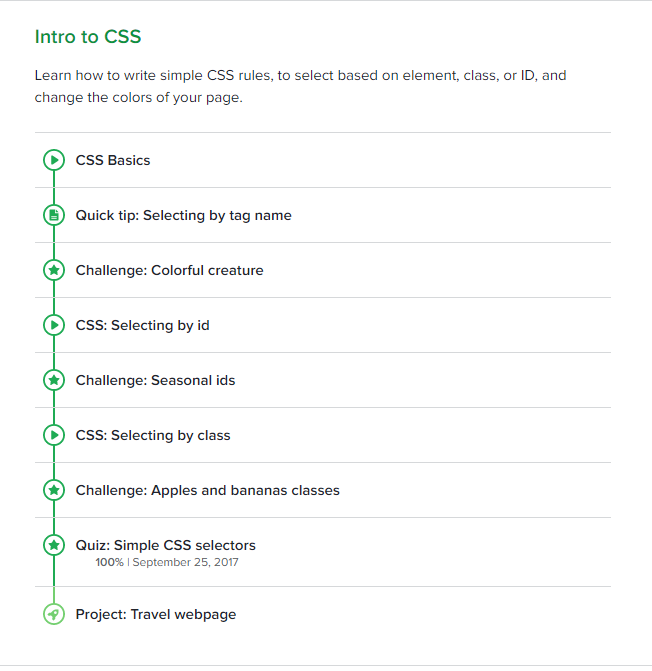 Intro to CSS
Learn how to write simple CSS rules, to select based on element, class, or ID, and
change the colors of your page.
CSS Basics
Quick tip: Selecting by tag name
Challenge: Colorful creature
CSS: Selecting by id
Challenge: Seasonal ids
CSS: Selecting by class
Challenge: Apples and bananas classes
Quiz: Simple CSS selectors
100% | September 25, 2017
Project: Travel webpage